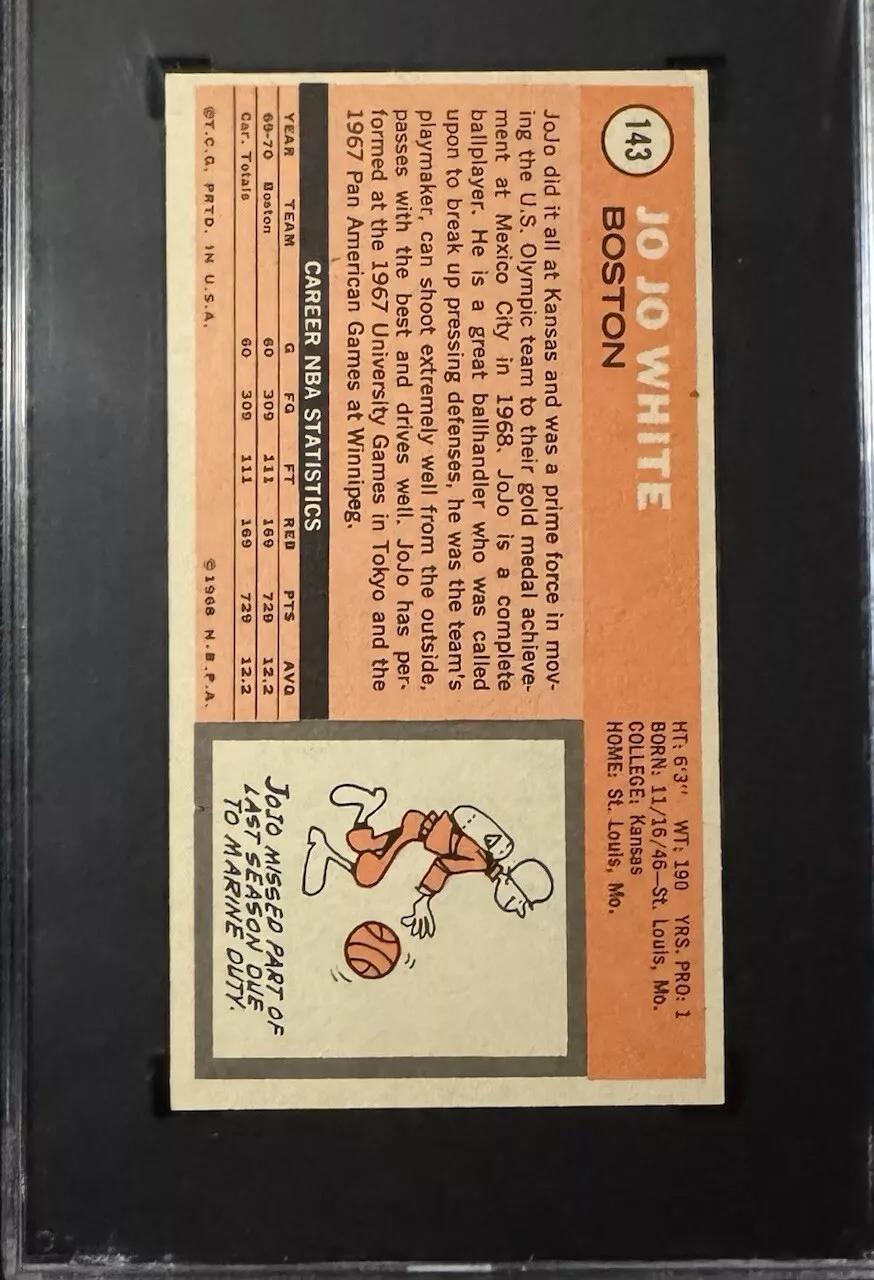 143
JO JO WHITE
BOSTON
HT: 6'3" WT: 190 YRS. PRO: 1
BORN: 11/16/46—St. Louis, Mo.
COLLEGE: Kansas
HOME: St. Louis, Mo.
JoJo did it all at Kansas and was a prime force in mov-
ing the U.S. Olympic team to their gold medal achieve-
ment at Mexico City in 1968. JoJo is a complete
ballplayer. He is a great ballhandler who was called
upon to break up pressing defenses, he was the team's
playmaker, can shoot extremely well from the outside,
passes with the best and drives well. JoJo has per-
formed at the 1967 University Games in Tokyo and the
1967 Pan American Games at Winnipeg.
CAREER NBA STATISTICS
YEAR TEAM G FG FT REB PTS AVG
69-70 Boston 60 309 111 169 729 12.2
Car. Totals 60 309 111 169 729 12.2
©T.C.G. PRTD. IN U.S.A. ©1968 N.B.P.A.
JOJO MISSED PART OF
LAST SEASON DUE
TO MARINE DUTY.